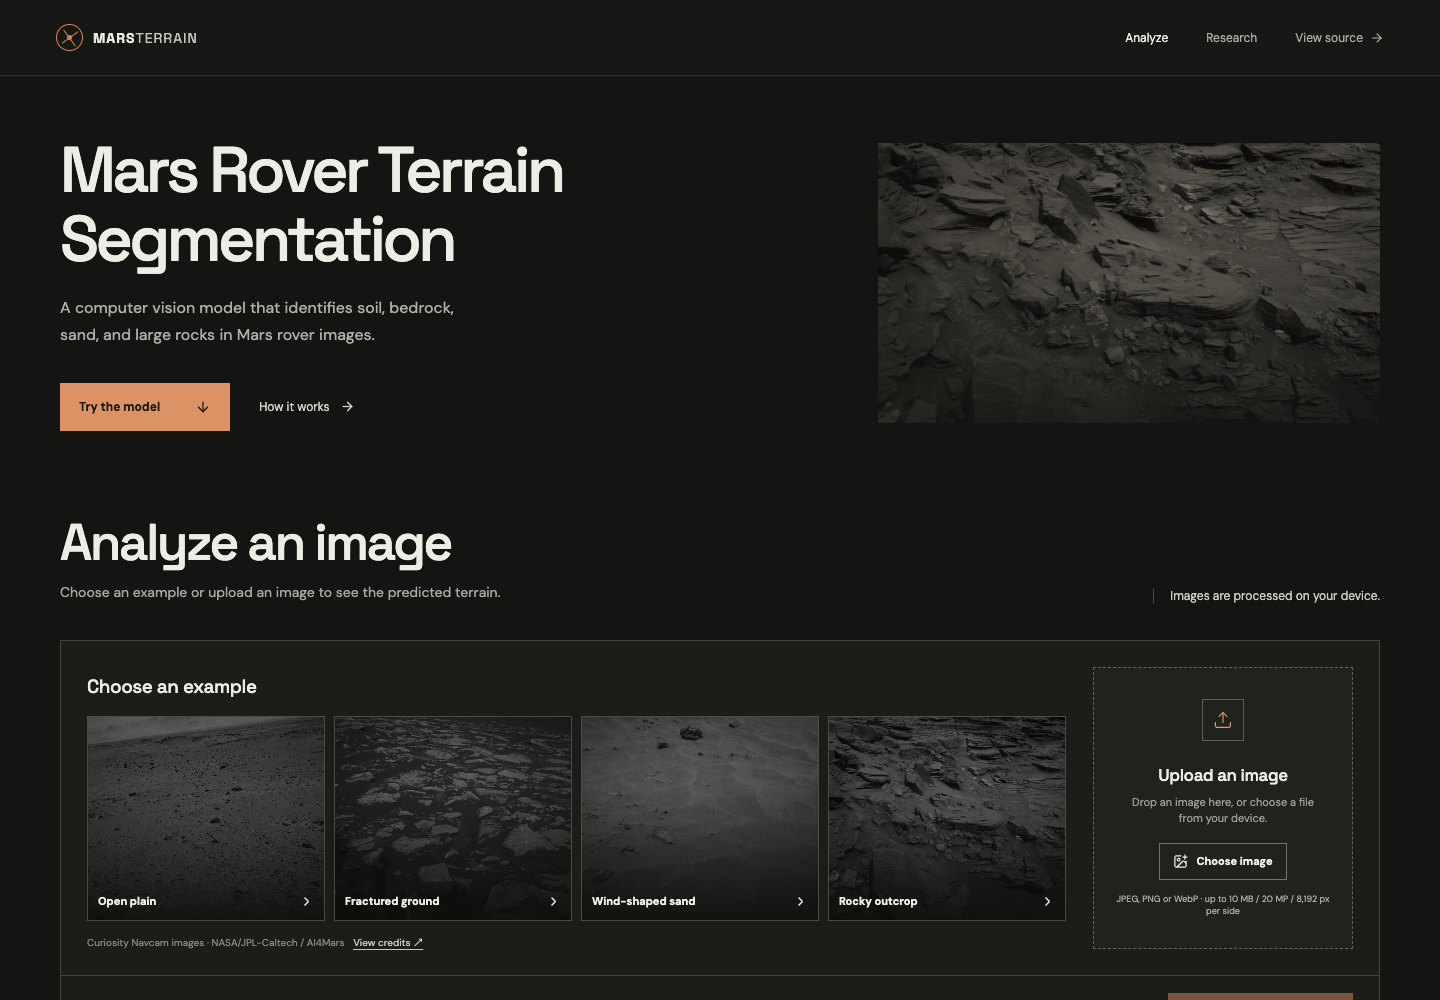 MARSTERRAIN
Analyze
Research
View source
Mars Rover Terrain
Segmentation
A computer vision model that identifies soil, bedrock,
sand, and large rocks in Mars rover images.
Try the model
How it works
Analyze an image
Choose an example or upload an image to see the predicted terrain.
Images are processed on your device.
Choose an example
Open plain
Fractured ground
Wind-shaped sand
Rocky outcrop
Curiosity Navcam images · NASA/JPL-Caltech / AI4Mars
View credits ↗
Upload an image
Drop an image here, or choose a file
from your device.
Choose image
JPEG, PNG or WebP · up to 10 MB / 20 MP / 8,192 px
per side